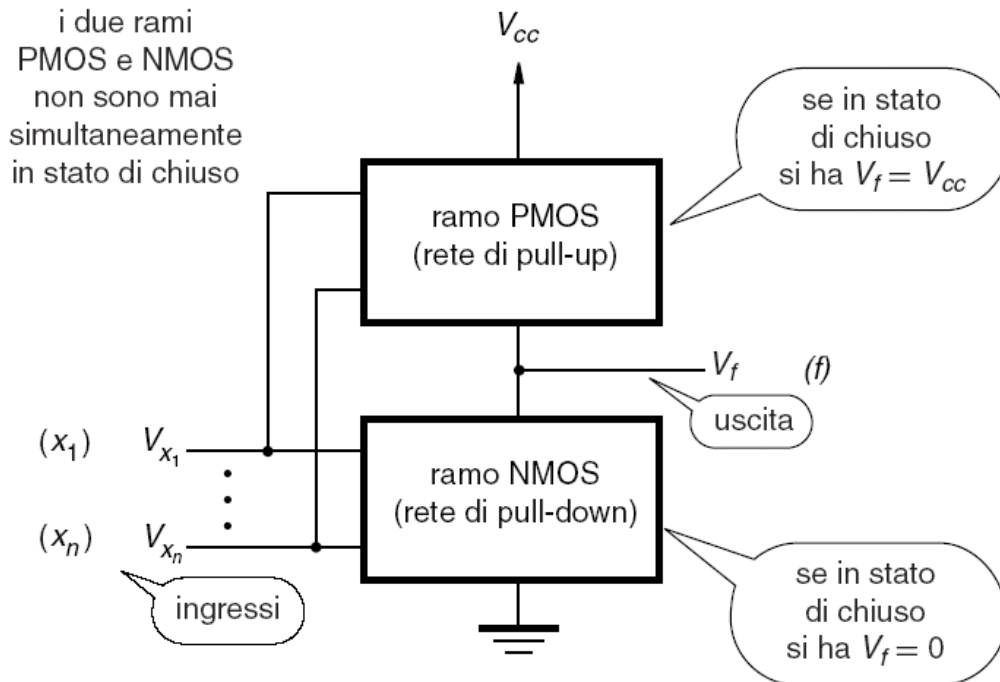 i due rami
PMOS e NMOS
non sono mai
simultaneamente
in stato di chiuso
V_cc
se in stato
di chiuso
si ha V_f = V_cc
ramo PMOS
(rete di pull-up)
V_f (f)
uscita
(x_1) V_x_1
ramo NMOS
(rete di pull-down)
(x_n) V_x_n
ingressi
se in stato
di chiuso
si ha V_f = 0